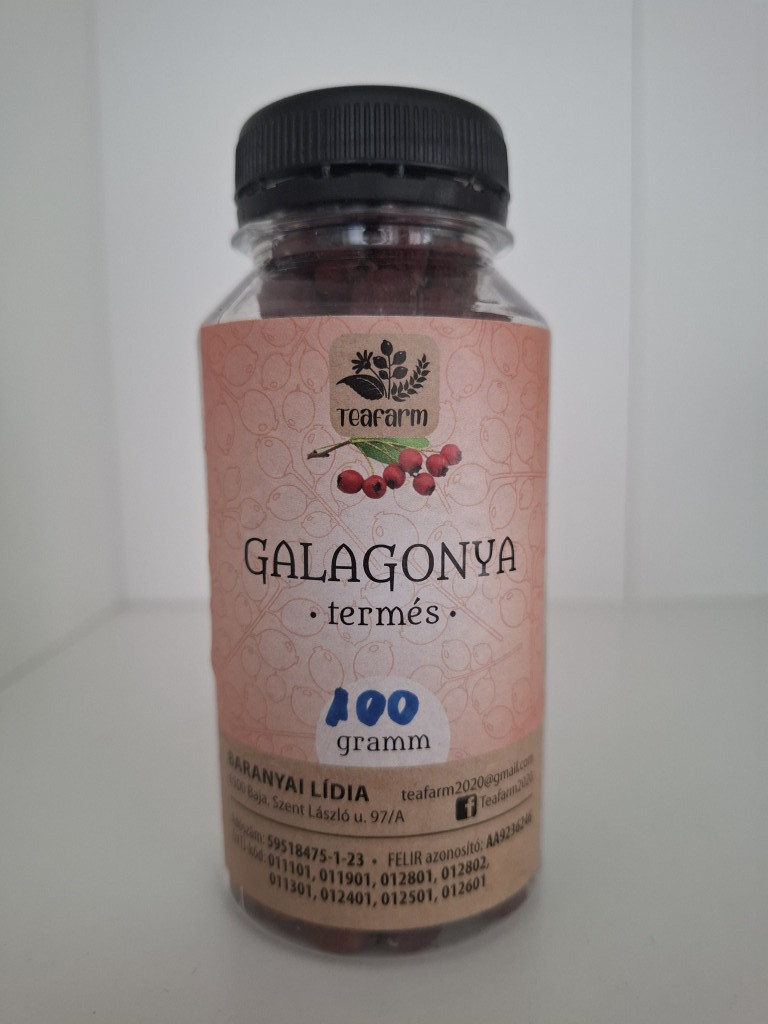 Teafarm
GALAGONYA
• termés •
100
gramm
BARANYAI LÍDIA
6500 Baja, Szent László u. 97/A
teafarm2020@gmail.com
f Teafarm2020
59518475-1-23 • FELIR azonosító: AA9236246
011101, 011901, 012801, 012802,
011301, 012401, 012501, 012601